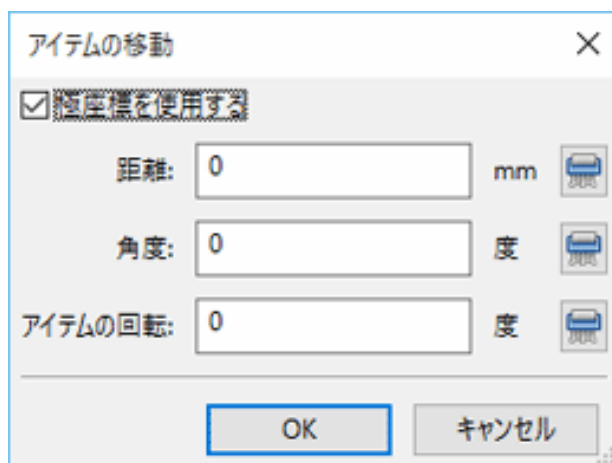 アイテムの移動
極座標を使用する
距離: 0 mm
角度: 0 度
アイテムの回転: 0 度
OK キャンセル